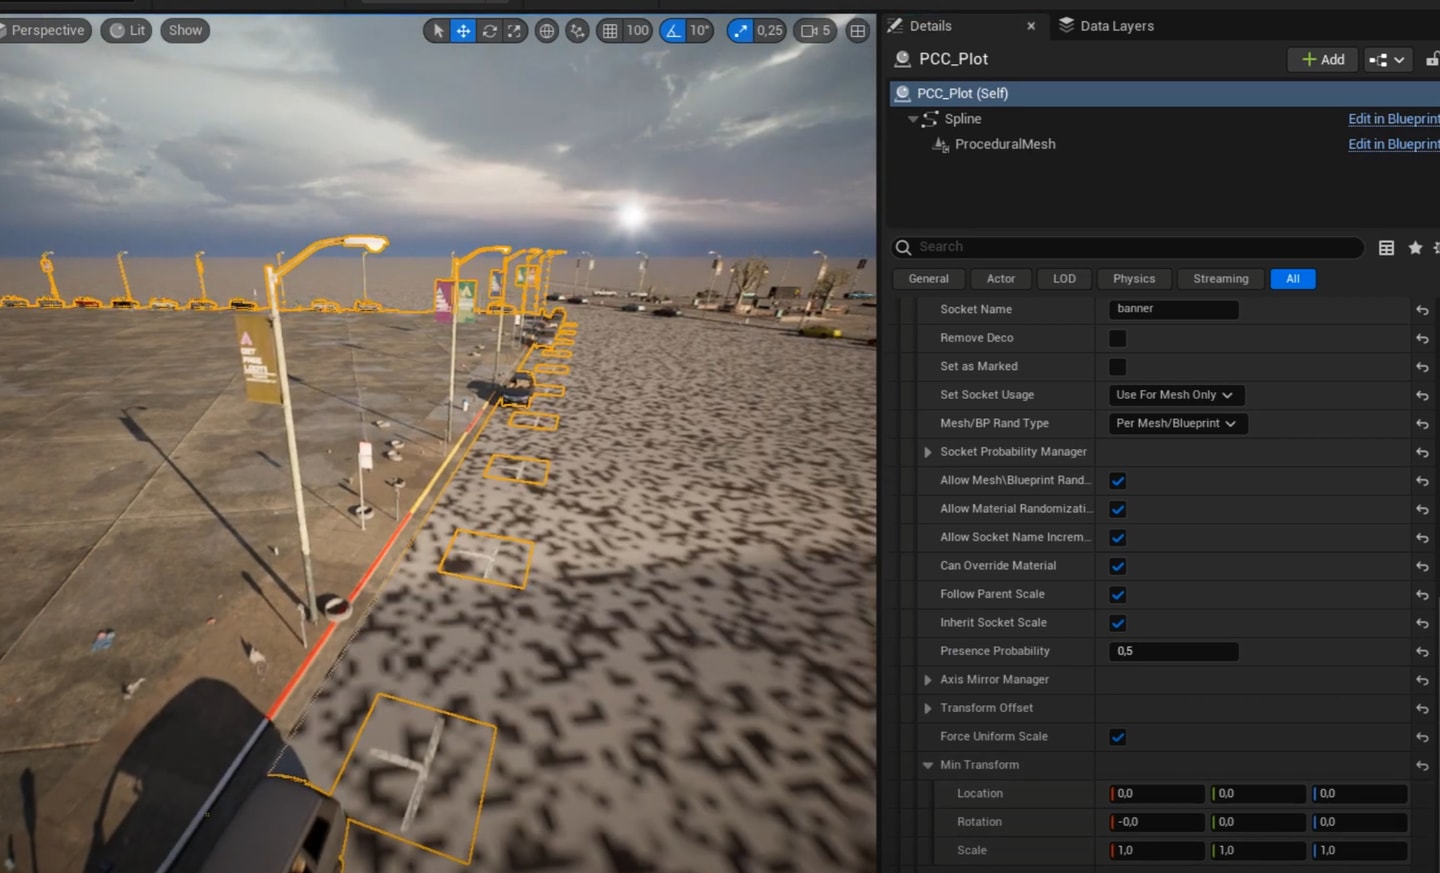 Perspective
Lit
Show
100
10°
0,25
5
Details
Data Layers
PCC_Plot
Add
PCC_Plot (Self)
Spline
Edit in Blueprint
ProceduralMesh
Edit in Blueprint
Search
General
Actor
LOD
Physics
Streaming
All
Socket Name
banner
Remove Deco
Set as Marked
Set Socket Usage
Use For Mesh Only
Mesh/BP Rand Type
Per Mesh/Blueprint
Socket Probability Manager
Allow Mesh\Blueprint Rand...
Allow Material Randomizati...
Allow Socket Name Increm...
Can Override Material
Follow Parent Scale
Inherit Socket Scale
Presence Probability
0,5
Axis Mirror Manager
Transform Offset
Force Uniform Scale
Min Transform
Location
0,0
0,0
0,0
Rotation
-0,0
0,0
0,0
Scale
1,0
1,0
1,0